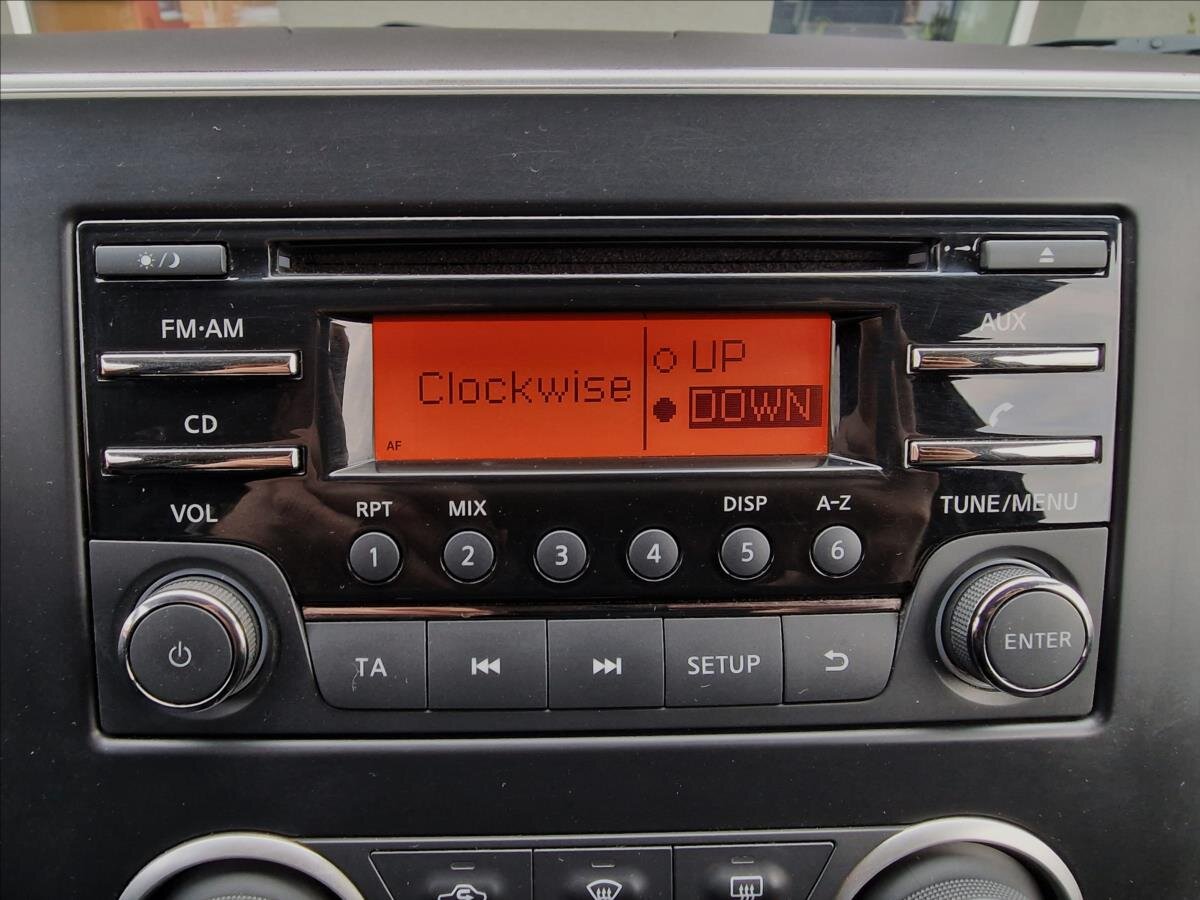 FM·AM
AUX
CD
Clockwise
UP
DOWN
AF
VOL
RPT
MIX
DISP
A-Z
TUNE/MENU
1
2
3
4
5
6
TA
SETUP
ENTER